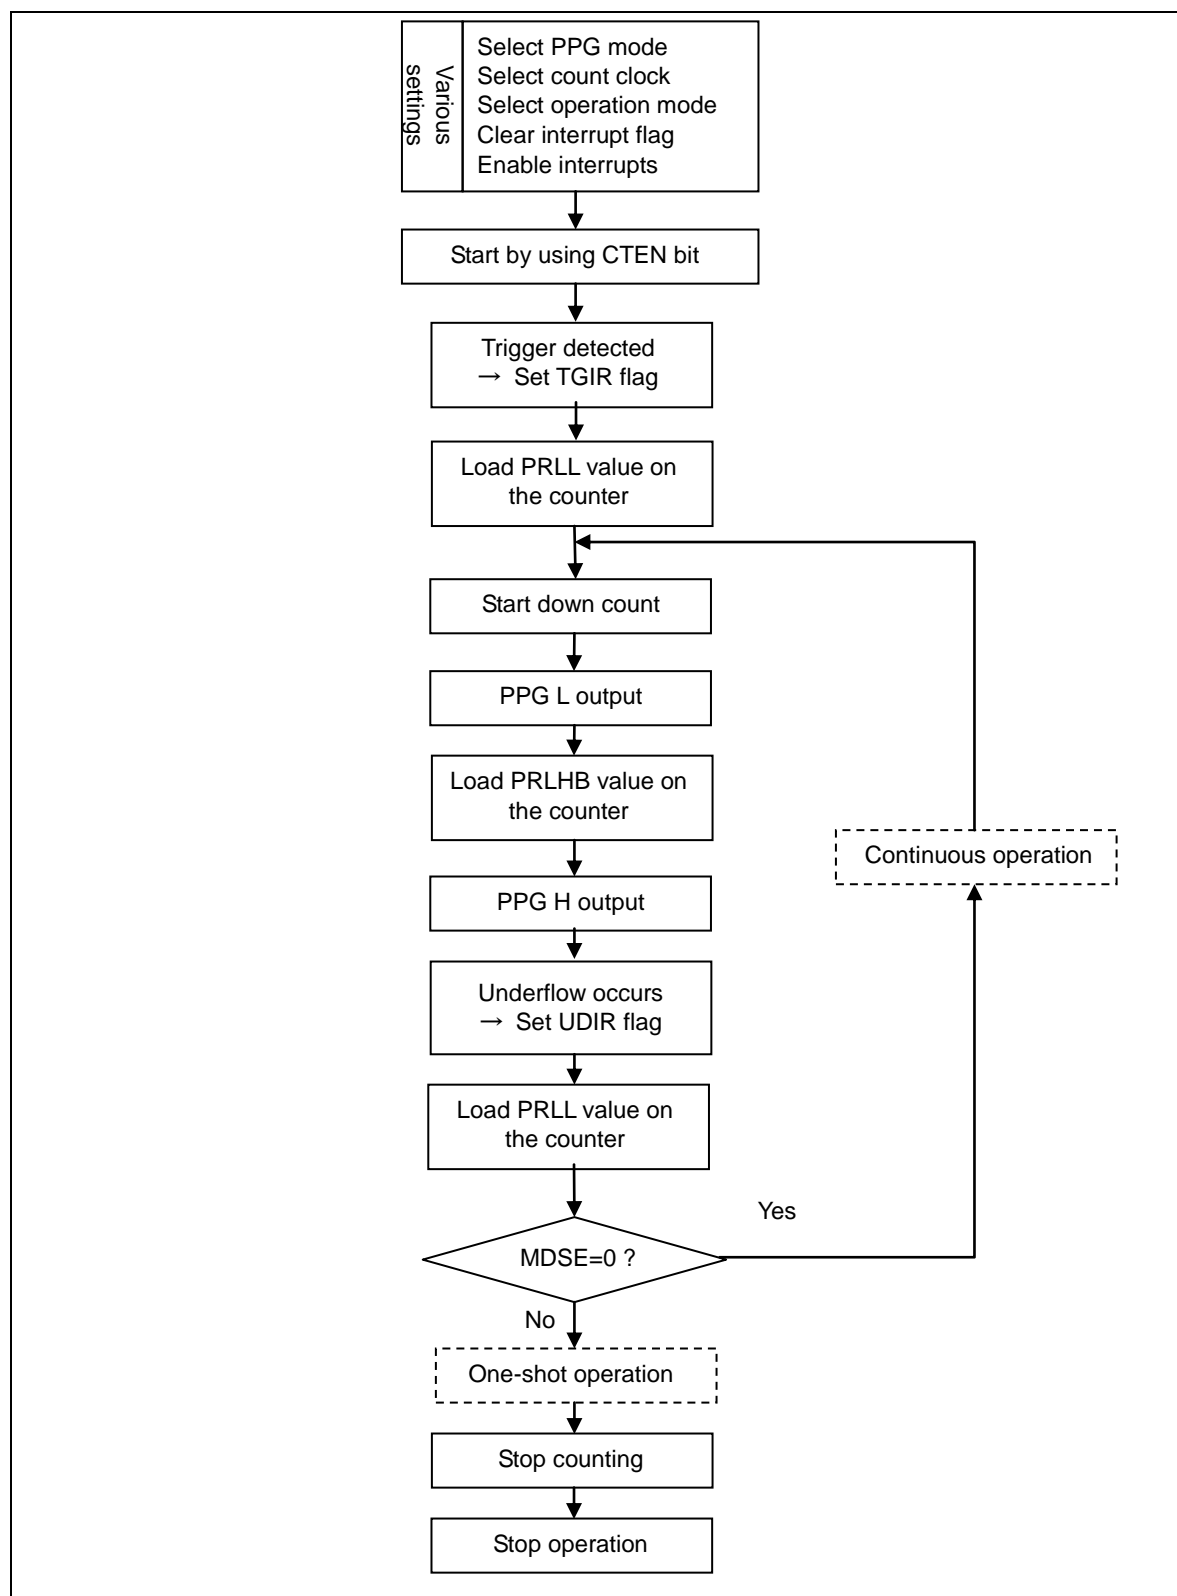 Various
settings
Select PPG mode
Select count clock
Select operation mode
Clear interrupt flag
Enable interrupts
Start by using CTEN bit
Trigger detected
→ Set TGIR flag
Load PRLL value on
the counter
Start down count
PPG L output
Load PRLHB value on
the counter
Continuous operation
PPG H output
Underflow occurs
→ Set UDIR flag
Load PRLL value on
the counter
Yes
MDSE=0 ?
No
One-shot operation
Stop counting
Stop operation